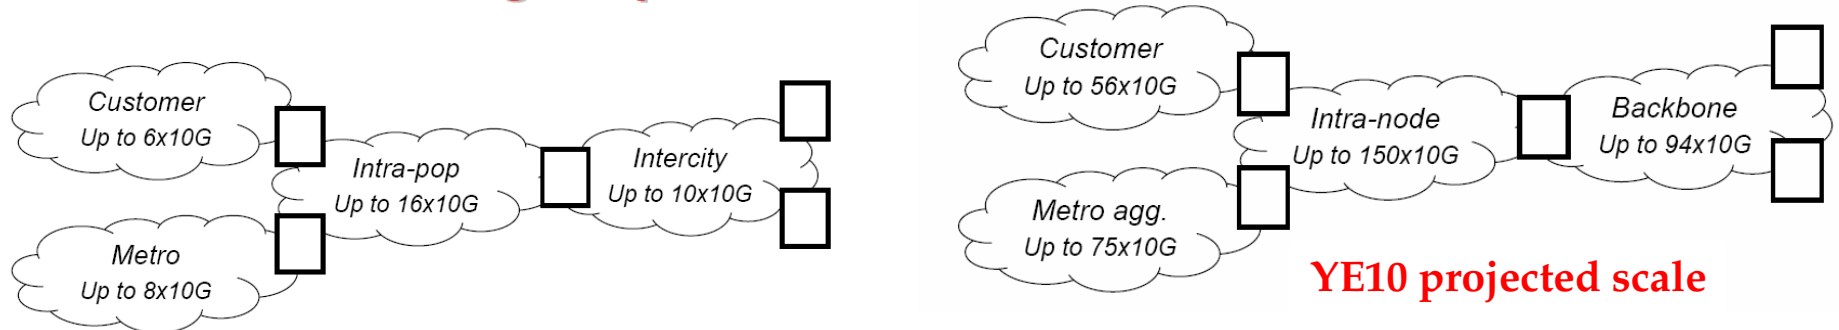 Customer
Up to 6x10G
Intra-pop
Up to 16x10G
Intercity
Up to 10x10G
Metro
Up to 8x10G
Customer
Up to 56x10G
Intra-node
Up to 150x10G
Backbone
Up to 94x10G
Metro agg.
Up to 75x10G
YE10 projected scale